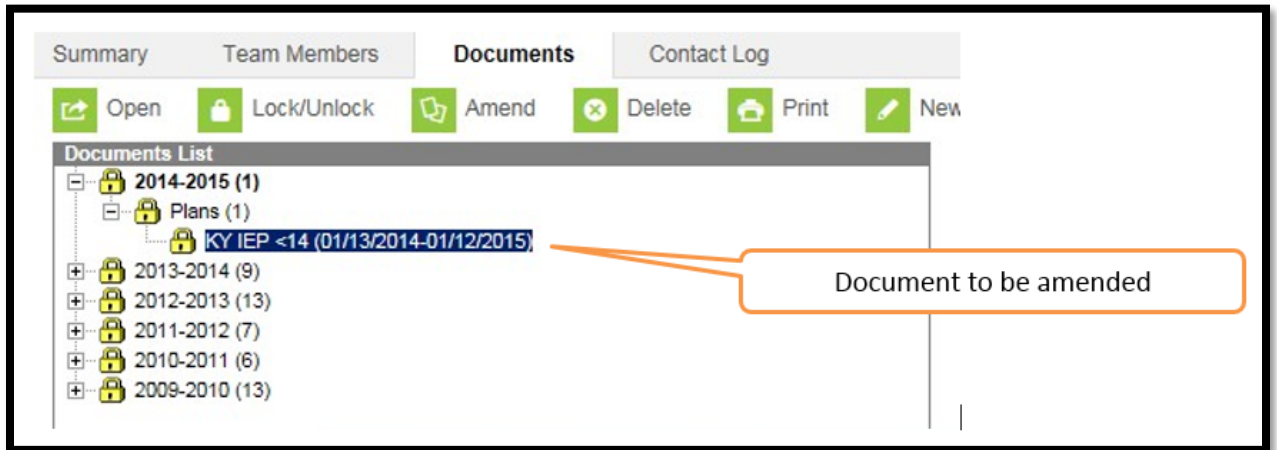 Summary Team Members Documents Contact Log
Open Lock/Unlock Amend Delete Print New
Documents List
2014-2015 (1)
Plans (1)
KY IEP <14 (01/13/2014-01/12/2015)
Document to be amended
2013-2014 (9)
2012-2013 (13)
2011-2012 (7)
2010-2011 (6)
2009-2010 (13)